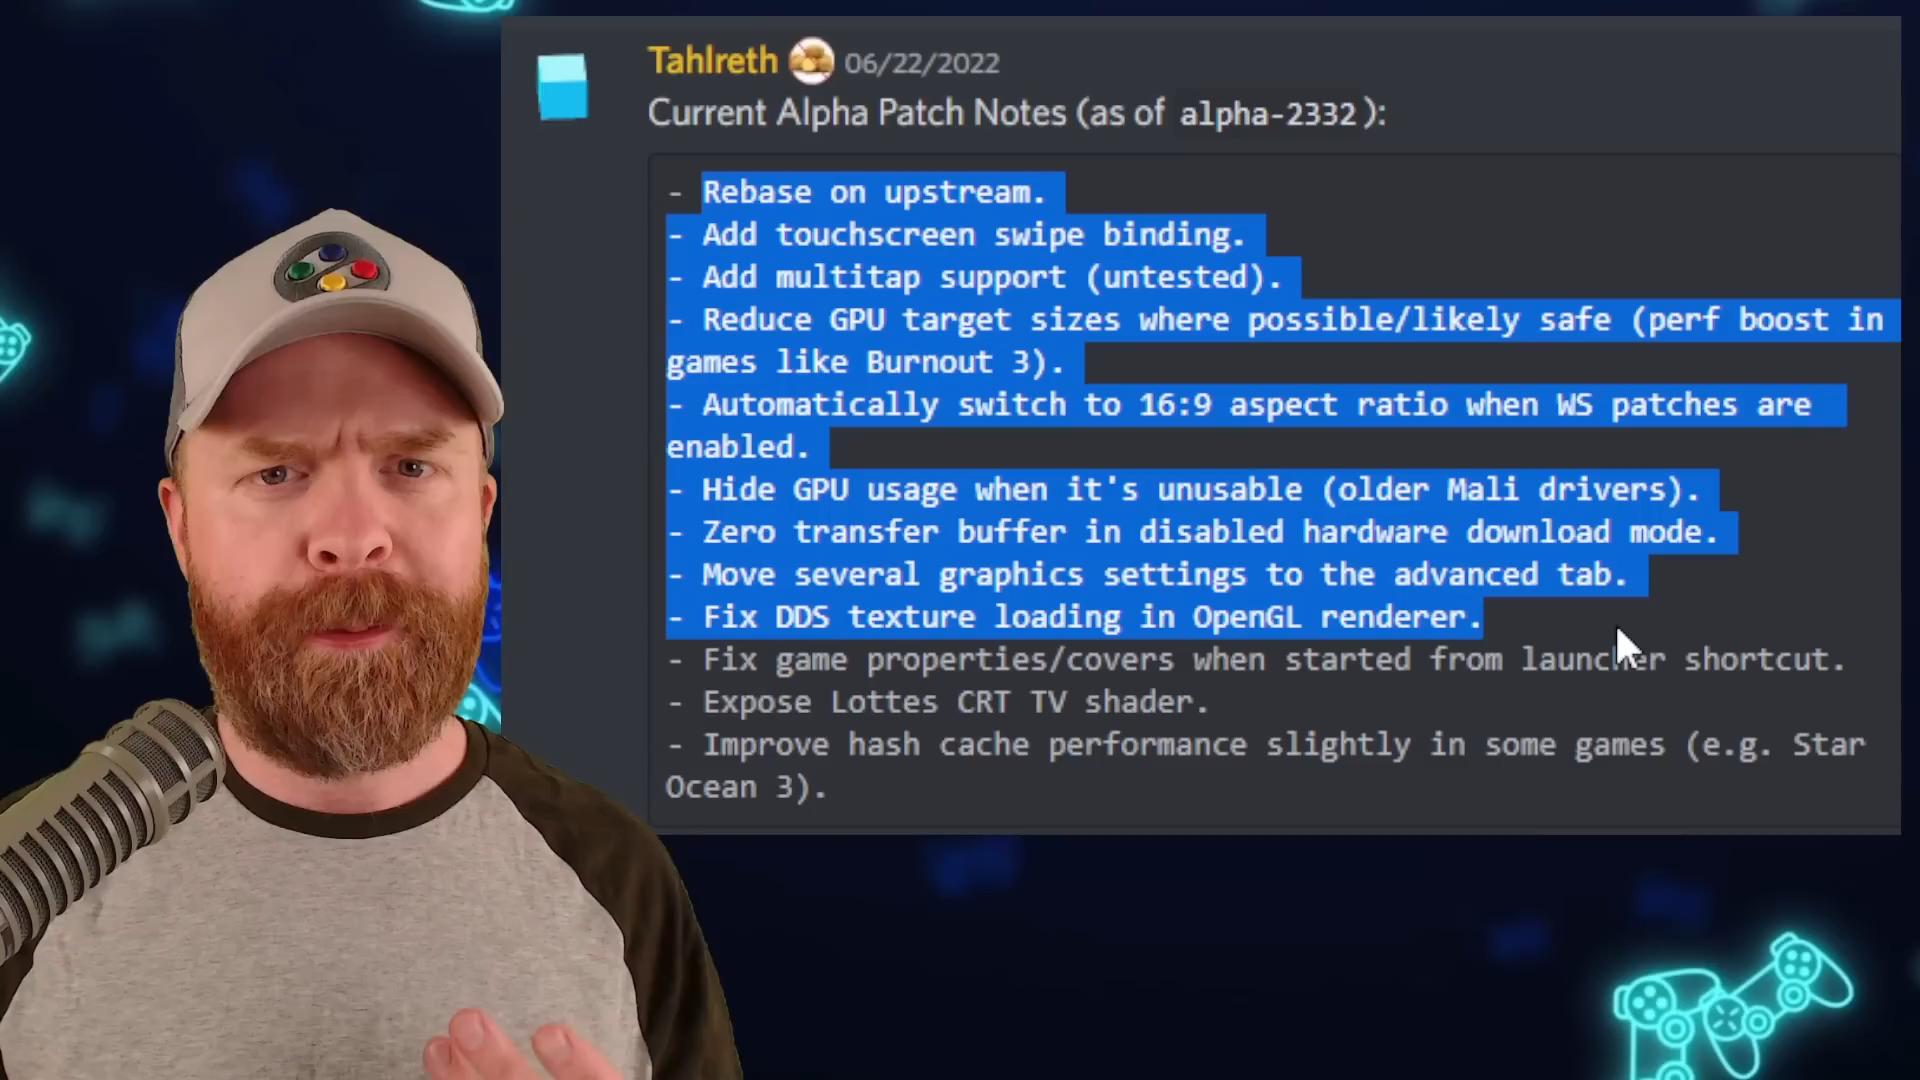 Tahlreth 06/22/2022
Current Alpha Patch Notes (as of alpha-2332):
- Rebase on upstream.
- Add touchscreen swipe binding.
- Add multitap support (untested).
- Reduce GPU target sizes where possible/likely safe (perf boost in
games like Burnout 3).
- Automatically switch to 16:9 aspect ratio when WS patches are
enabled.
- Hide GPU usage when it's unusable (older Mali drivers).
- Zero transfer buffer in disabled hardware download mode.
- Move several graphics settings to the advanced tab.
- Fix DDS texture loading in OpenGL renderer.
- Fix game properties/covers when started from launcher shortcut.
- Expose Lottes CRT TV shader.
- Improve hash cache performance slightly in some games (e.g. Star
Ocean 3).